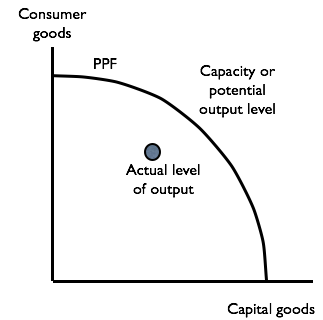 Consumer
goods
PPF
Capacity or
potential
output level
Actual level
of output
Capital goods